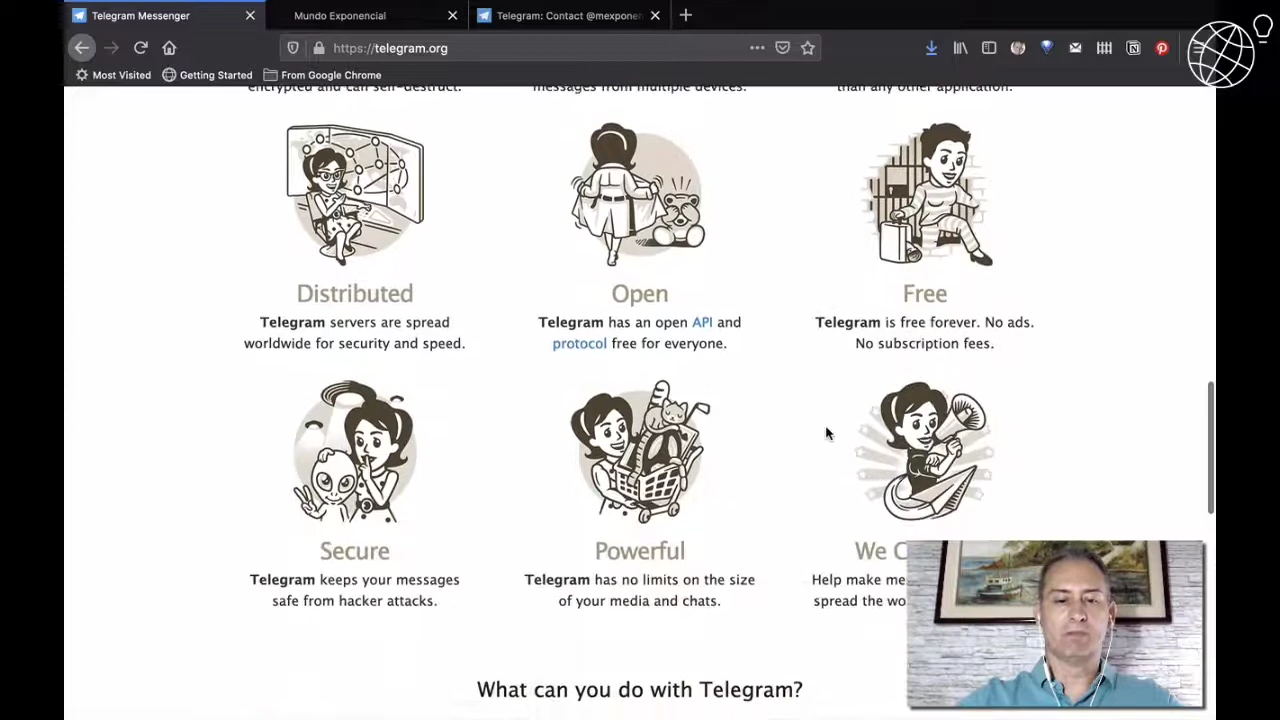 Telegram Messenger
Mundo Exponencial
Telegram: Contact @mexponen
https://telegram.org
Most Visited
Getting Started
From Google Chrome
encrypted and can self-destruct.
messages from multiple devices.
than any other application.
Distributed
Open
Free
Telegram servers are spread
worldwide for security and speed.
Telegram has an open API and
protocol free for everyone.
Telegram is free forever. No ads.
No subscription fees.
Secure
Powerful
We C
Telegram keeps your messages
safe from hacker attacks.
Telegram has no limits on the size
of your media and chats.
Help make me
spread the wo
What can you do with Telegram?